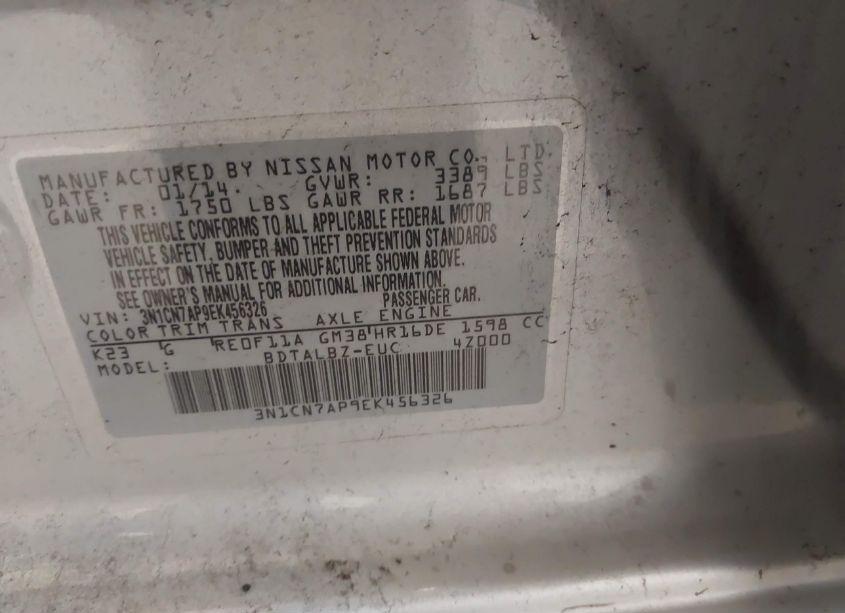 MANUFACTURED BY NISSAN MOTOR CO., LTD.
DATE: 01/14 GVWR: 3389 LBS
GAWR FR: 1750 LBS GAWR RR: 1687 LBS
THIS VEHICLE CONFORMS TO ALL APPLICABLE FEDERAL MOTOR
VEHICLE SAFETY, BUMPER AND THEFT PREVENTION STANDARDS
IN EFFECT ON THE DATE OF MANUFACTURE SHOWN ABOVE.
SEE OWNER'S MANUAL FOR ADDITIONAL INFORMATION.
VIN: 3N1CN7AP9EK456326 PASSENGER CAR.
COLOR TRIM TRANS AXLE ENGINE
K23 G RE0F11A GM38 HR16DE 1598 CC
MODEL: BDTALBZ-EUC 4Z000
3N1CN7AP9EK456326